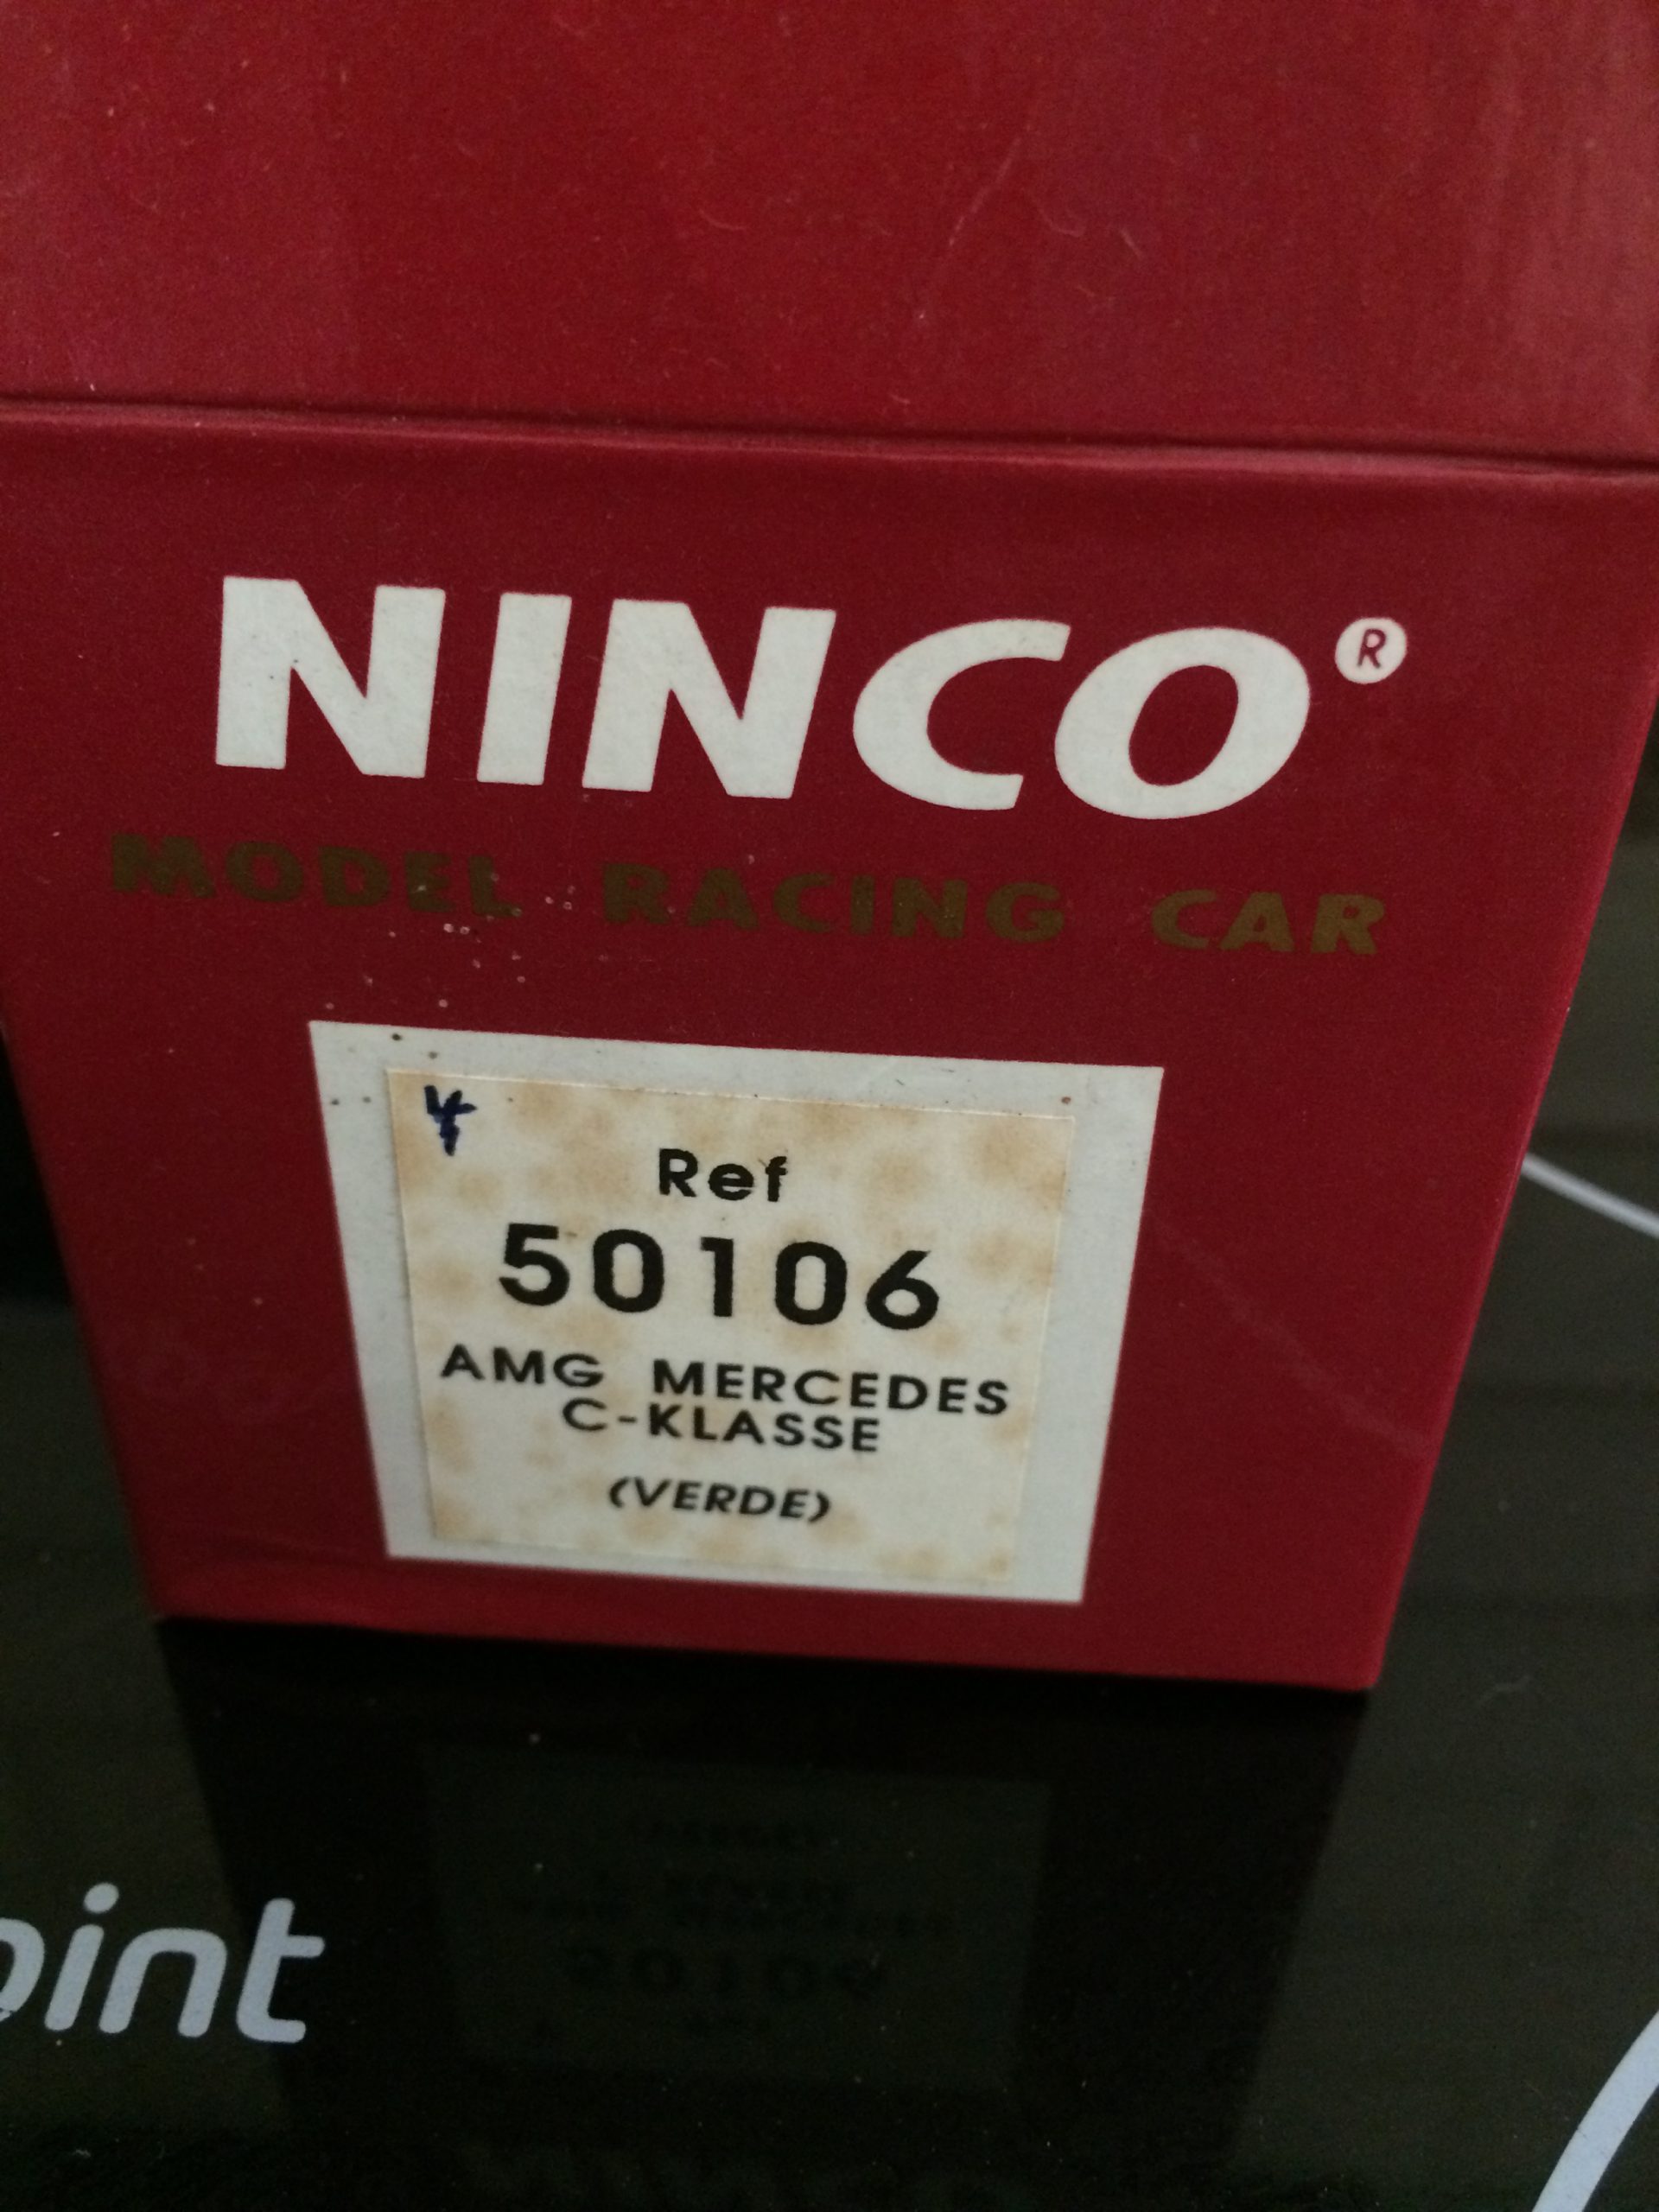 NINCO®
MODEL RACING CAR
Ref
50106
AMG MERCEDES
C-KLASSE
(VERDE)
oint